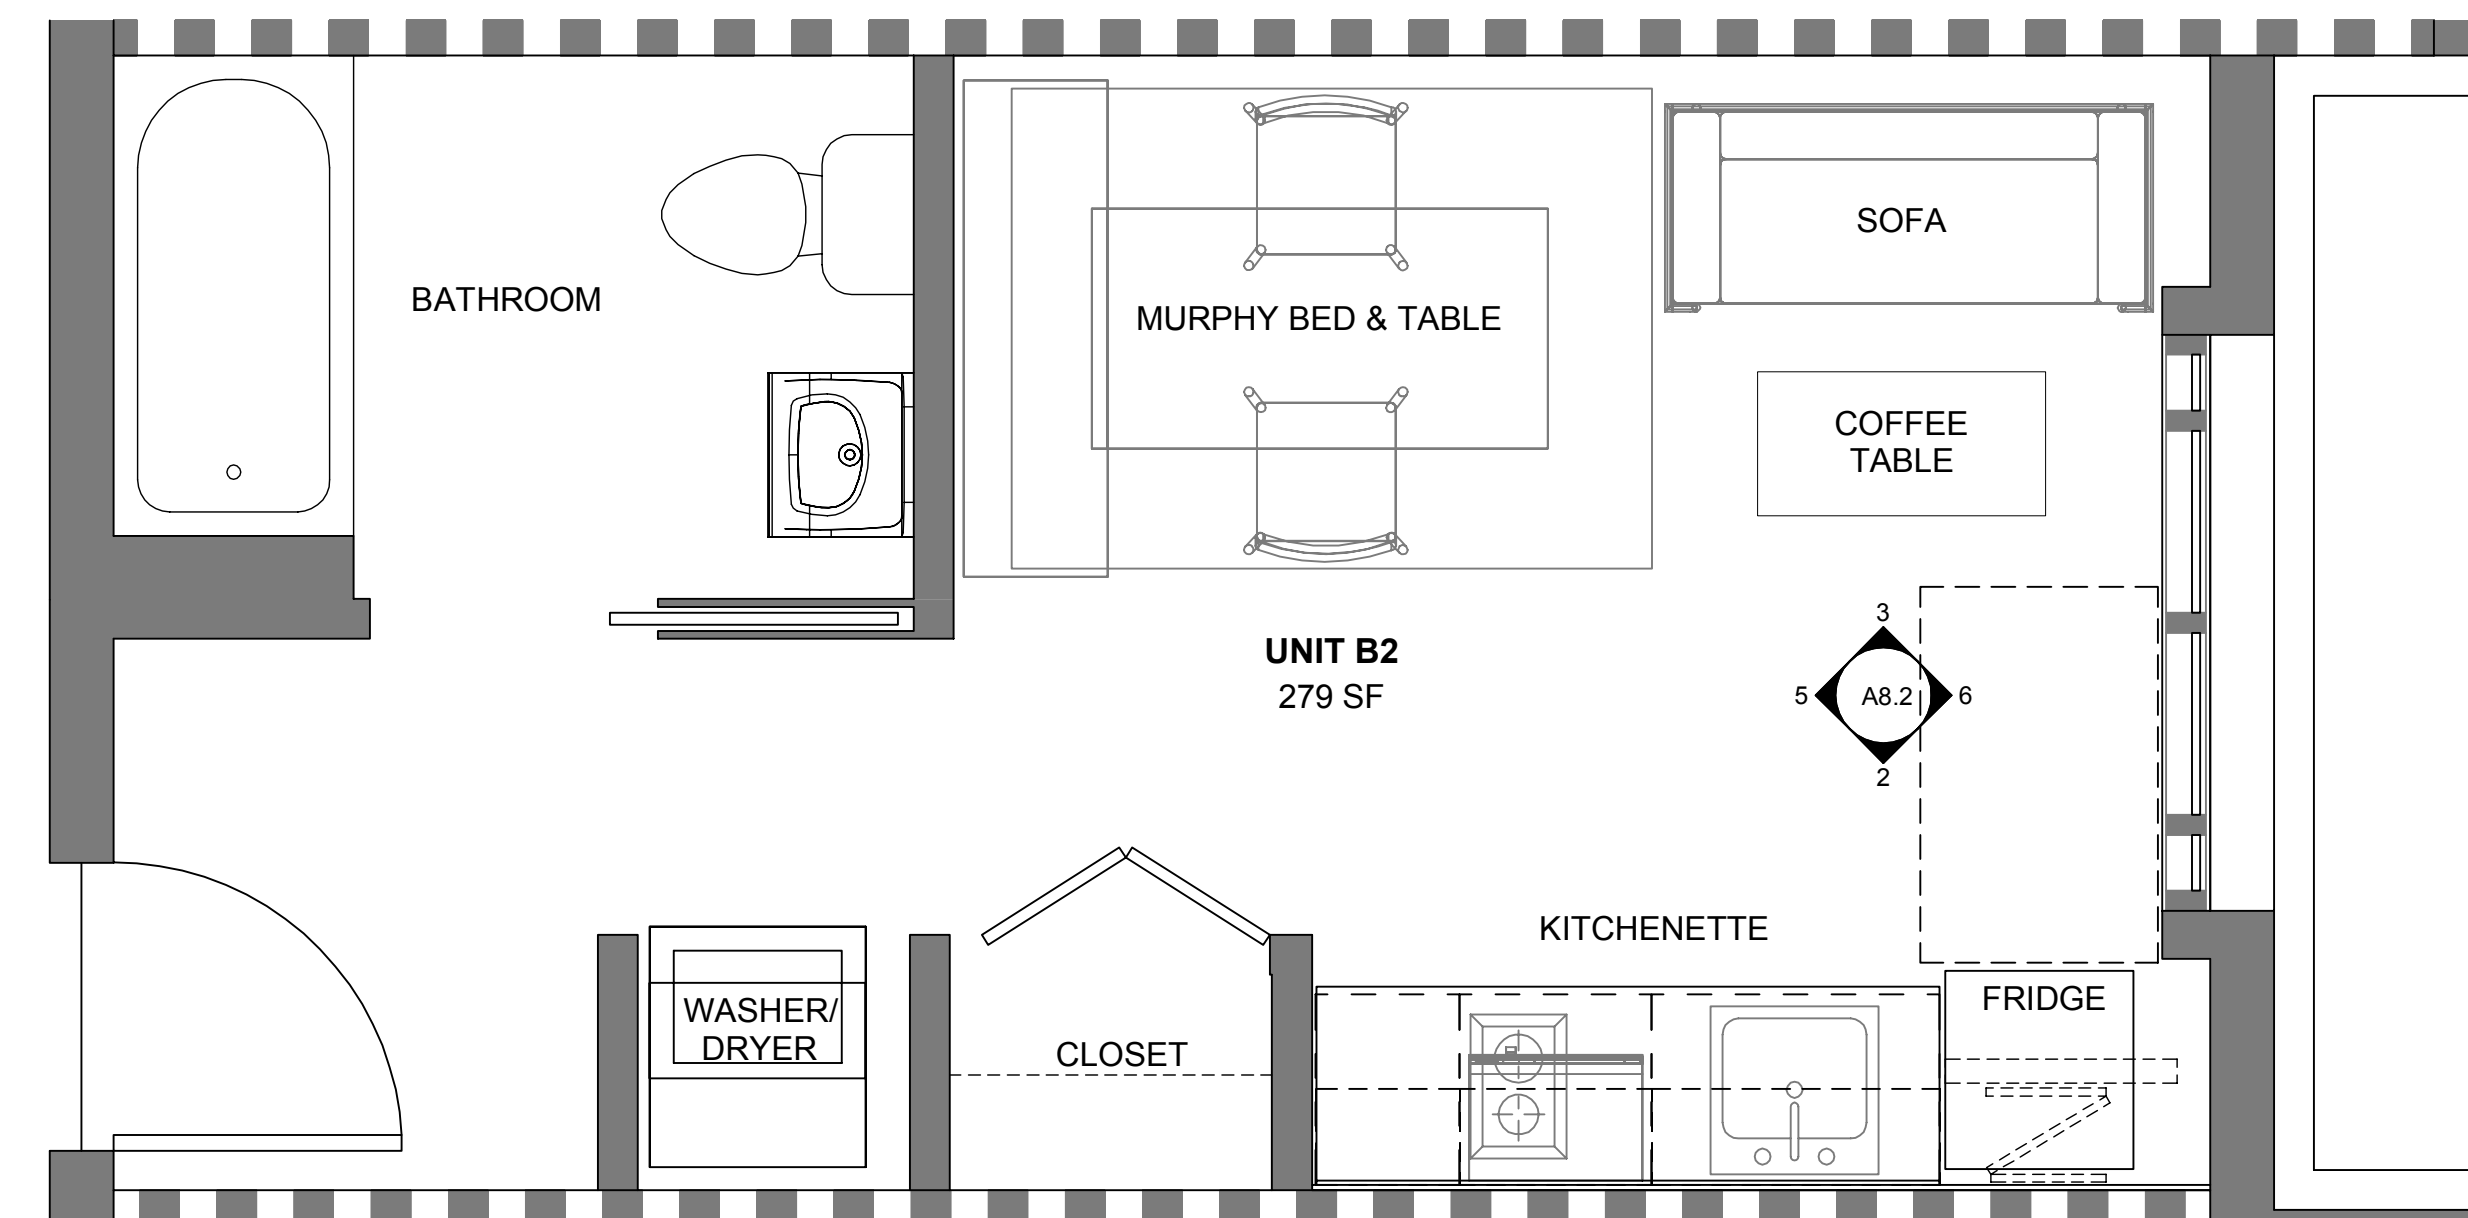 SOFA
BATHROOM
MURPHY BED & TABLE
COFFEE
TABLE
3
UNIT B2
279 SF
5
A8.2
6
2
KITCHENETTE
WASHER/
DRYER
FRIDGE
CLOSET